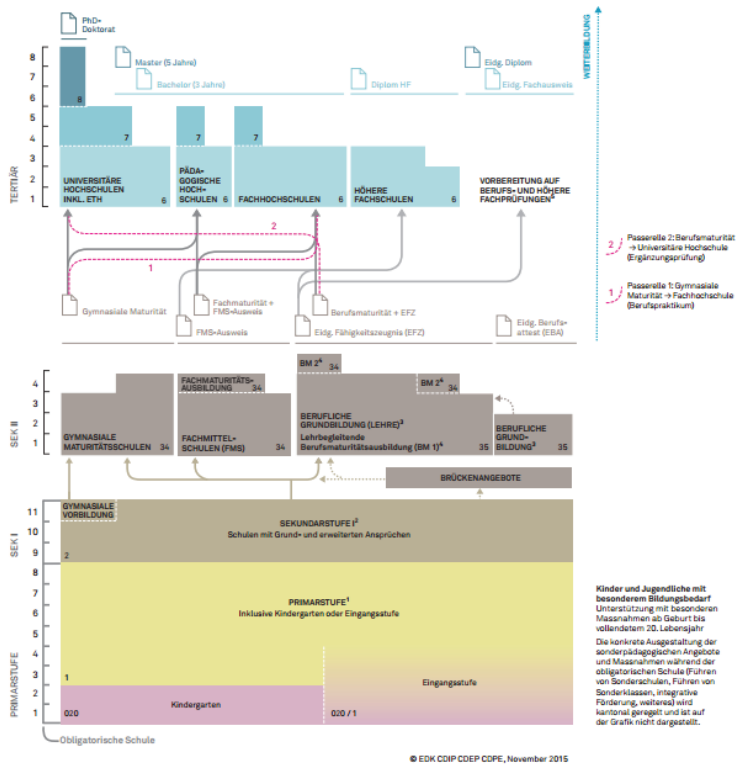 PhD-
Doktorat
WEITERBILDUNG
Master (5 Jahre)
Eidg. Diplom
Bachelor (3 Jahre)
Diplom HF
Eidg. Fachausweis
8
7
6
5
4
3
2
1
TERTIÄR
8
7
7
7
UNIVERSITÄRE
HOCHSCHULEN
INKL. ETH
6
PÄDA-
GOGISCHE
HOCH-
SCHULEN 6
FACHHOCHSCHULEN
6
HÖHERE
FACHSCHULEN
6
VORBEREITUNG AUF
BERUFS- UND HÖHERE
FACHPRÜFUNGEN⁶
2
1
2
Passerelle 2: Berufsmaturität
→ Universitäre Hochschule
(Ergänzungsprüfung)
1
Passerelle 1: Gymnasiale
Maturität → Fachhochschule
(Berufspraktikum)
Gymnasiale Maturität
Fachmaturität +
FMS-Ausweis
Berufsmaturität + EFZ
FMS-Ausweis
Eidg. Fähigkeitszeugnis (EFZ)
Eidg. Berufs-
attest (EBA)
4
3
2
1
SEK II
GYMNASIALE
MATURITÄTSSCHULEN 34
FACHMATURITÄTS-
AUSBILDUNG 34
FACHMITTEL-
SCHULEN (FMS) 34
BM 2⁴
34
BM 2⁴
34
BERUFLICHE
GRUNDBILDUNG (LEHRE)³
Lehrbegleitende
Berufsmaturitätsausbildung (BM 1)⁴ 35
BERUFLICHE
GRUND-
BILDUNG³ 35
BRÜCKENANGEBOTE
11
10
9
SEK I
GYMNASIALE
VORBILDUNG
SEKUNDARSTUFE I²
Schulen mit Grund- und erweiterten Ansprüchen
2
8
7
6
5
4
3
2
1
PRIMARSTUFE
PRIMARSTUFE¹
Inklusive Kindergarten oder Eingangsstufe
1
Kindergarten
020
Eingangsstufe
020 / 1
Obligatorische Schule
Kinder und Jugendliche mit
besonderem Bildungsbedarf
Unterstützung mit besonderen
Massnahmen ab Geburt bis
vollendetem 20. Lebensjahr
Die konkrete Ausgestaltung der
sonderpädagogischen Angebote
und Massnahmen während der
obligatorischen Schule (Führen
von Sonderschulen, Führen von
Sonderklassen, integrative
Förderung, weiteres) wird
kantonal geregelt und ist auf
der Grafik nicht dargestellt.
© EDK CDIP CDEP CDPE, November 2015